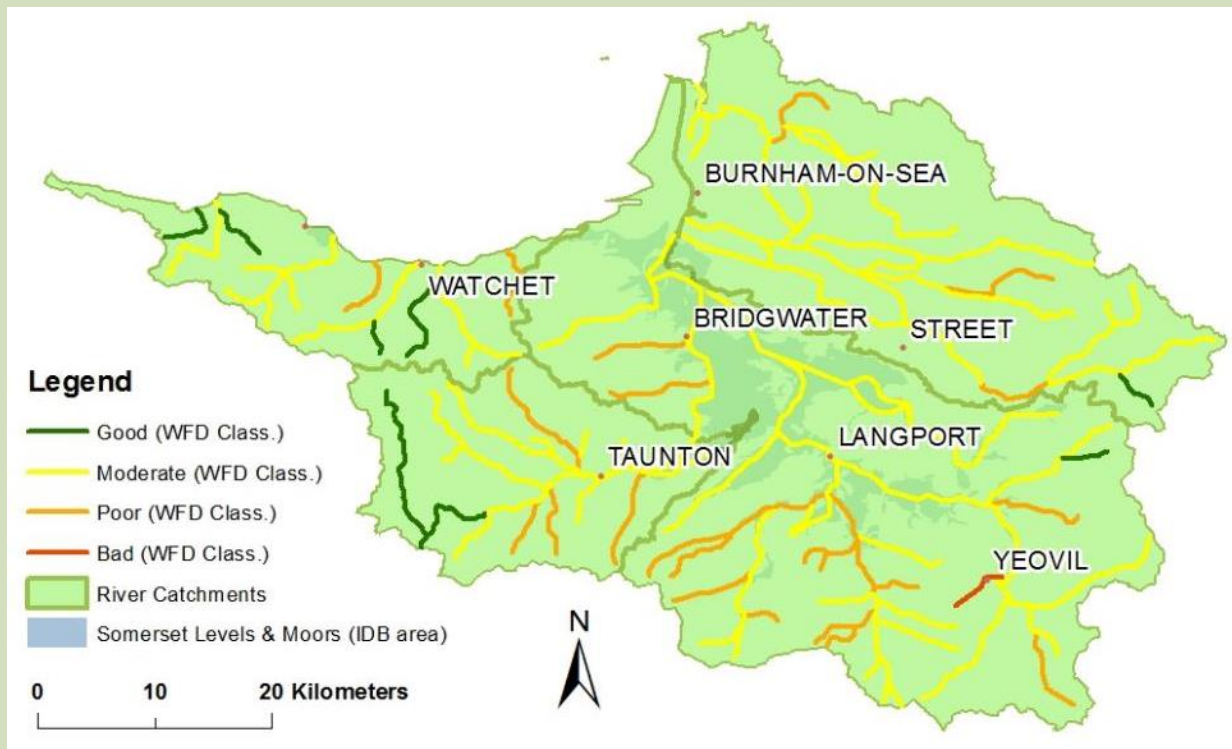 BURNHAM-ON-SEA
WATCHET
BRIDGWATER
STREET
Legend
Good (WFD Class.)
Moderate (WFD Class.)
Poor (WFD Class.)
Bad (WFD Class.)
River Catchments
Somerset Levels & Moors (IDB area)
LANGPORT
TAUNTON
YEOVIL
N
0 10 20 Kilometers